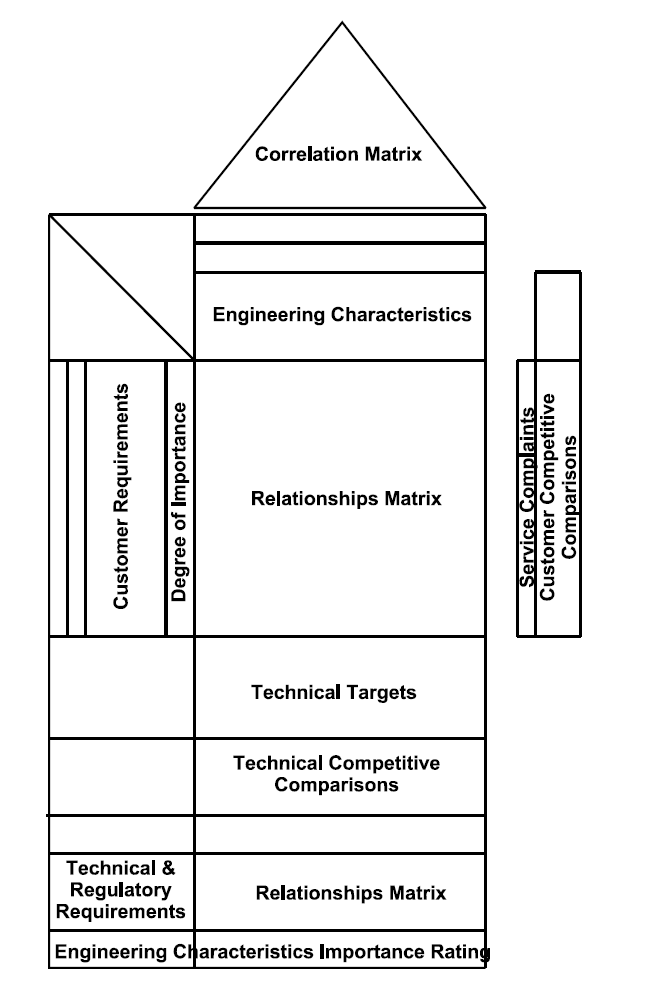 Correlation Matrix
Engineering Characteristics
Customer Requirements
Degree of Importance
Relationships Matrix
Service Complaints
Customer Competitive
Comparisons
Technical Targets
Technical Competitive
Comparisons
Technical &
Regulatory
Requirements
Relationships Matrix
Engineering Characteristics Importance Rating